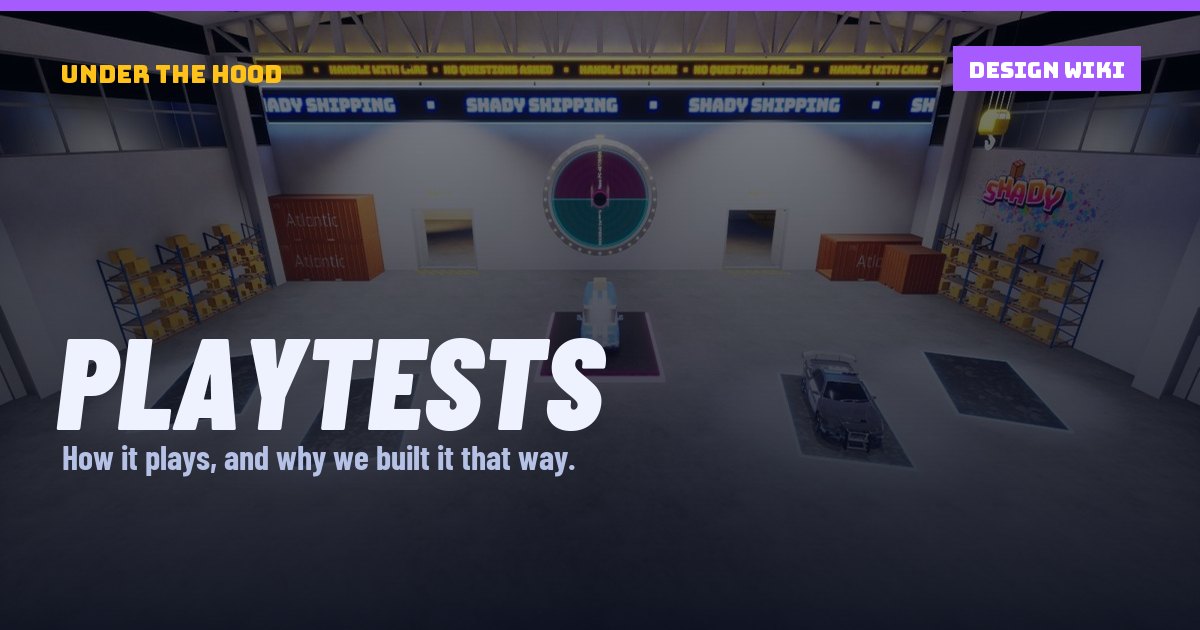 UNDER THE HOOD
DESIGN WIKI
HANDLE WITH CARE NO QUESTIONS ASKED HANDLE WITH CARE NO QUESTIONS ASKED HANDLE WITH CARE
ADY SHIPPING SHADY SHIPPING SHADY SHIPPING SH
SHADY
Atlantic
Atlantic
PLAYTESTS
How it plays, and why we built it that way.